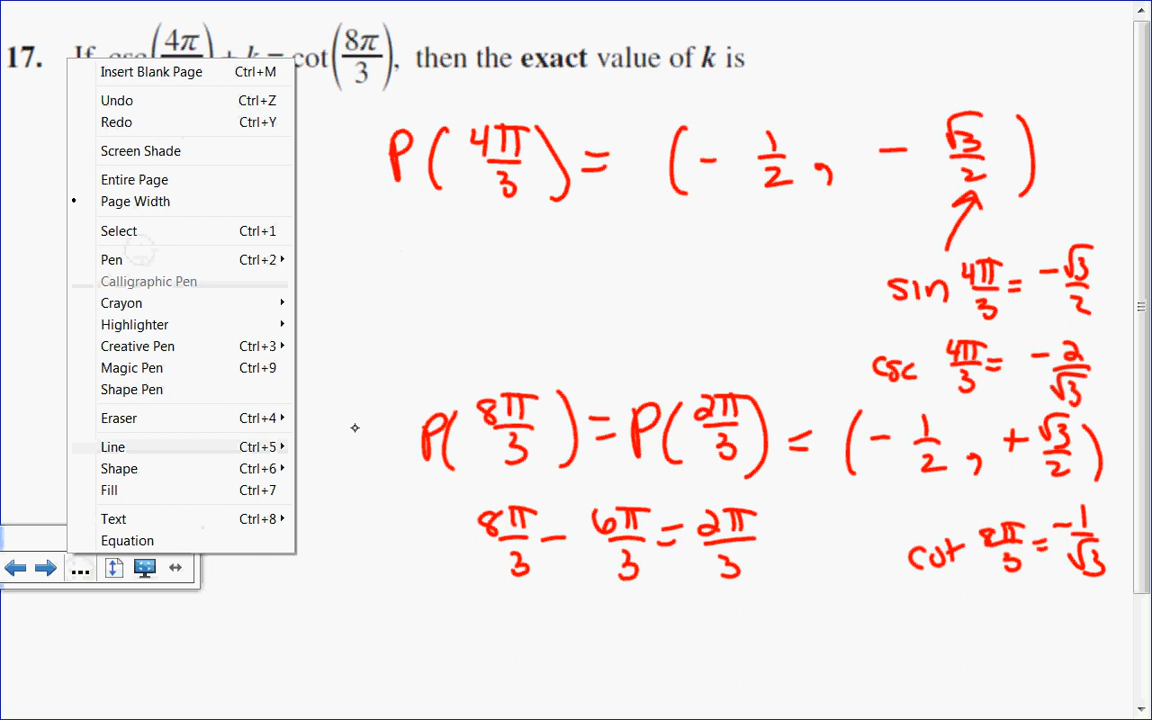 17. If csc(4π/3) + k = cot(8π/3), then the exact value of k is
Insert Blank Page Ctrl+M
Undo Ctrl+Z
Redo Ctrl+Y
Screen Shade
Entire Page
• Page Width
Select Ctrl+1
Pen Ctrl+2
Calligraphic Pen
Crayon
Highlighter
Creative Pen Ctrl+3
Magic Pen Ctrl+9
Shape Pen
Eraser Ctrl+4
Line Ctrl+5
Shape Ctrl+6
Fill Ctrl+7
Text Ctrl+8
Equation
...
P(4π/3) = (-1/2, -√3/2)
sin 4π/3 = -√3/2
csc 4π/3 = -2/√3
P(8π/3) = P(2π/3) = (-1/2, +√3/2)
8π/3 - 6π/3 = 2π/3
cot 8π/3 = -1/√3